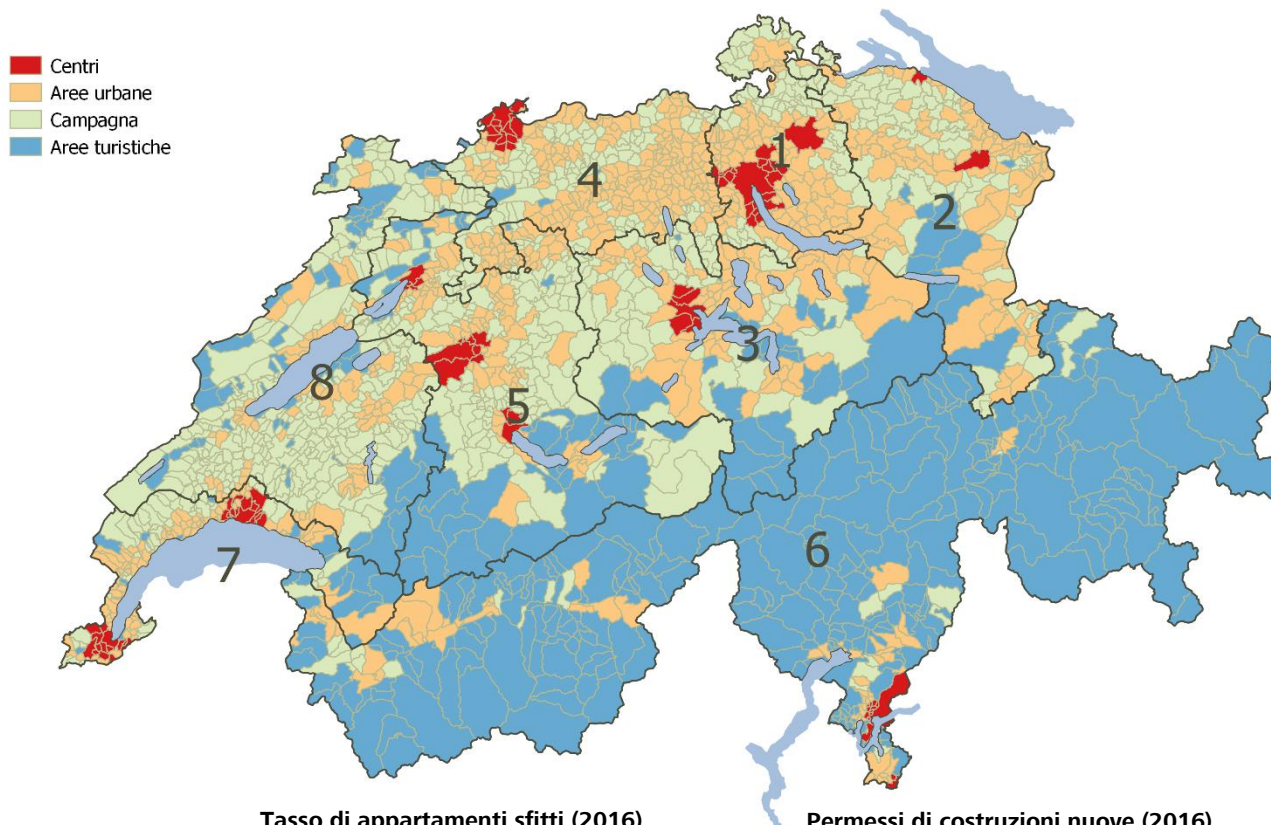 Centri
Aree urbane
Campagna
Aree turistiche
1
4
2
3
8
5
7
6
Tasso di appartamenti sfitti (2016)
Permessi di costruzioni nuove (2016)